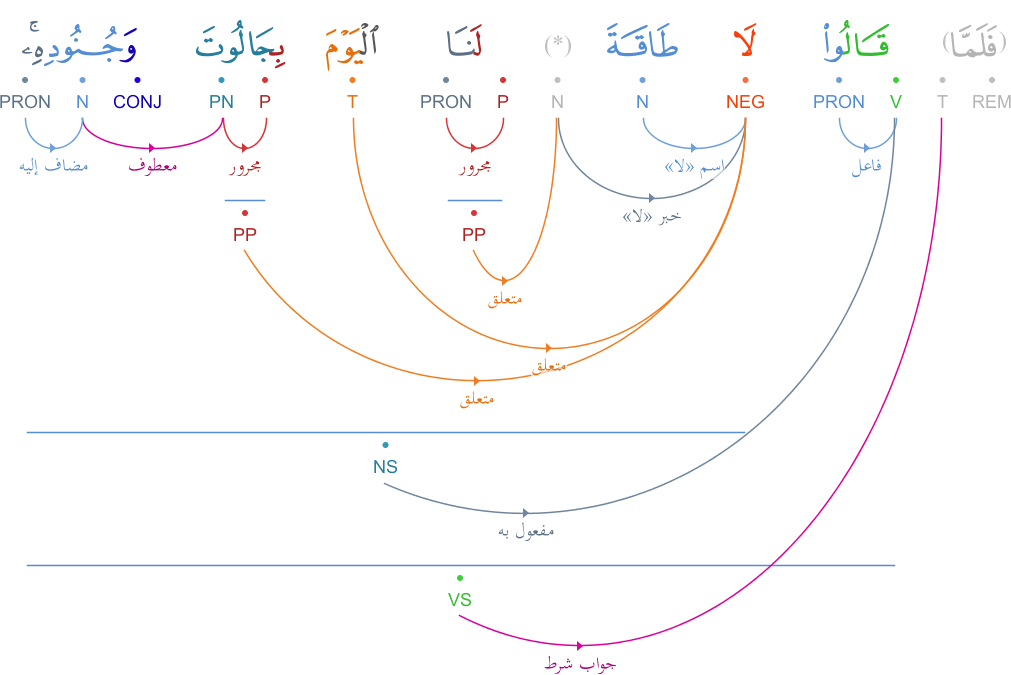 (فَلَمَّا) قَالُوا۟ لَا طَاقَةَ (*) لَنَا ٱلْيَوْمَ بِجَالُوتَ وَجُنُودِهِۦ ۚ
REM T V PRON NEG N N P PRON T P PN CONJ N PRON
فاعل اسم «لا» مجرور مجرور معطوف مضاف إليه
خبر «لا»
PP PP
متعلق
متعلق
متعلق
NS
مفعول به
VS
جواب شرط